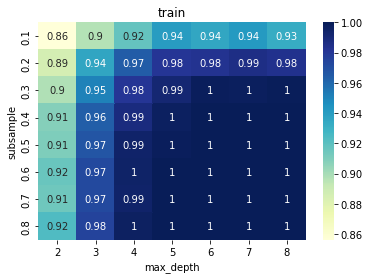 train
0.1 0.86 0.9 0.92 0.94 0.94 0.94 0.93
0.2 0.89 0.94 0.97 0.98 0.98 0.99 0.98
0.3 0.9 0.95 0.98 0.99 1 1 1
0.4 0.91 0.96 0.99 1 1 1 1
0.5 0.91 0.97 0.99 1 1 1 1
0.6 0.92 0.97 1 1 1 1 1
0.7 0.91 0.97 0.99 1 1 1 1
0.8 0.92 0.98 1 1 1 1 1
2 3 4 5 6 7 8
subsample
max_depth
1.00
0.98
0.96
0.94
0.92
0.90
0.88
0.86